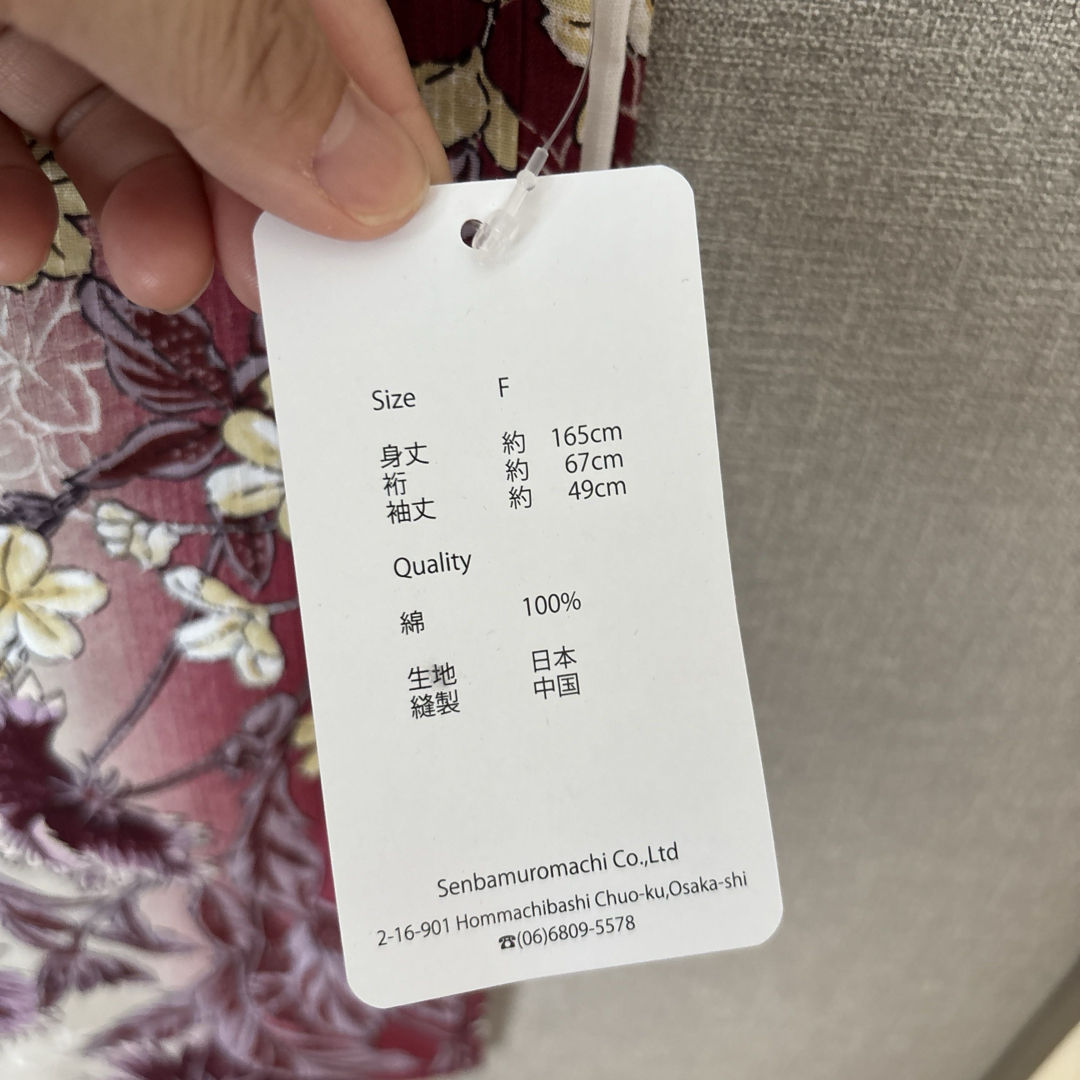 Size F
身丈 約 165cm
裄 約 67cm
袖丈 約 49cm
Quality
綿 100%
生地 日本
縫製 中国
Senbamuromachi Co.,Ltd
2-16-901 Hommachibashi Chuo-ku,Osaka-shi
☎(06)6809-5578